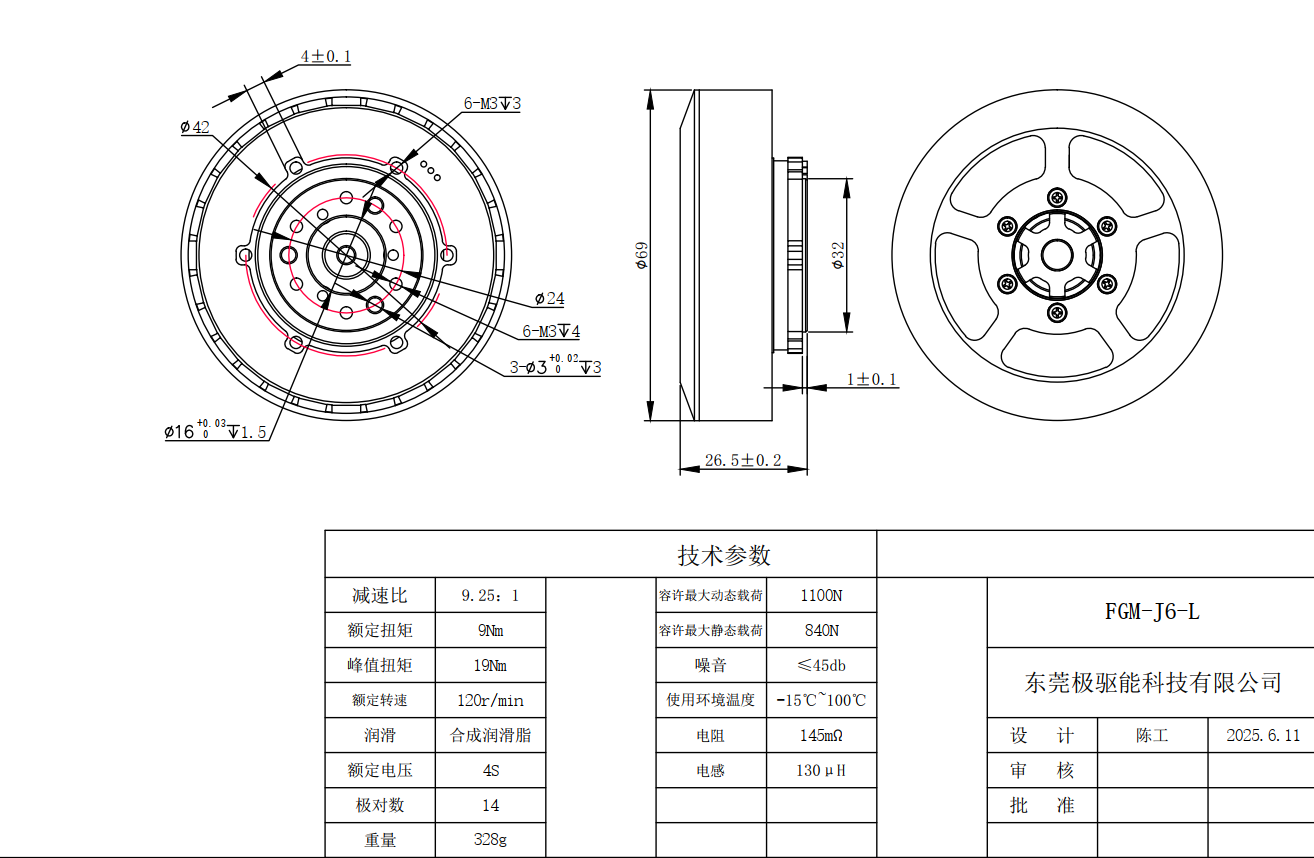 4±0.1
6-M3↧3
ø42
ø24
6-M3↧4
3-ø3 +0.02 0 ↧3
ø16 +0.03 0 ↧1.5
ø69
ø32
1±0.1
26.5±0.2
技术参数
减速比 9.25: 1 容许最大动态载荷 1100N
FGM-J6-L
额定扭矩 9Nm 容许最大静态载荷 840N
峰值扭矩 19Nm 噪音 ≤45db
东莞极驱能科技有限公司
额定转速 120r/min 使用环境温度 -15℃~100℃
润滑 合成润滑脂 电阻 145mΩ 设 计 陈工 2025.6.11
额定电压 4S 电感 130μH 审 核
极对数 14 批 准
重量 328g